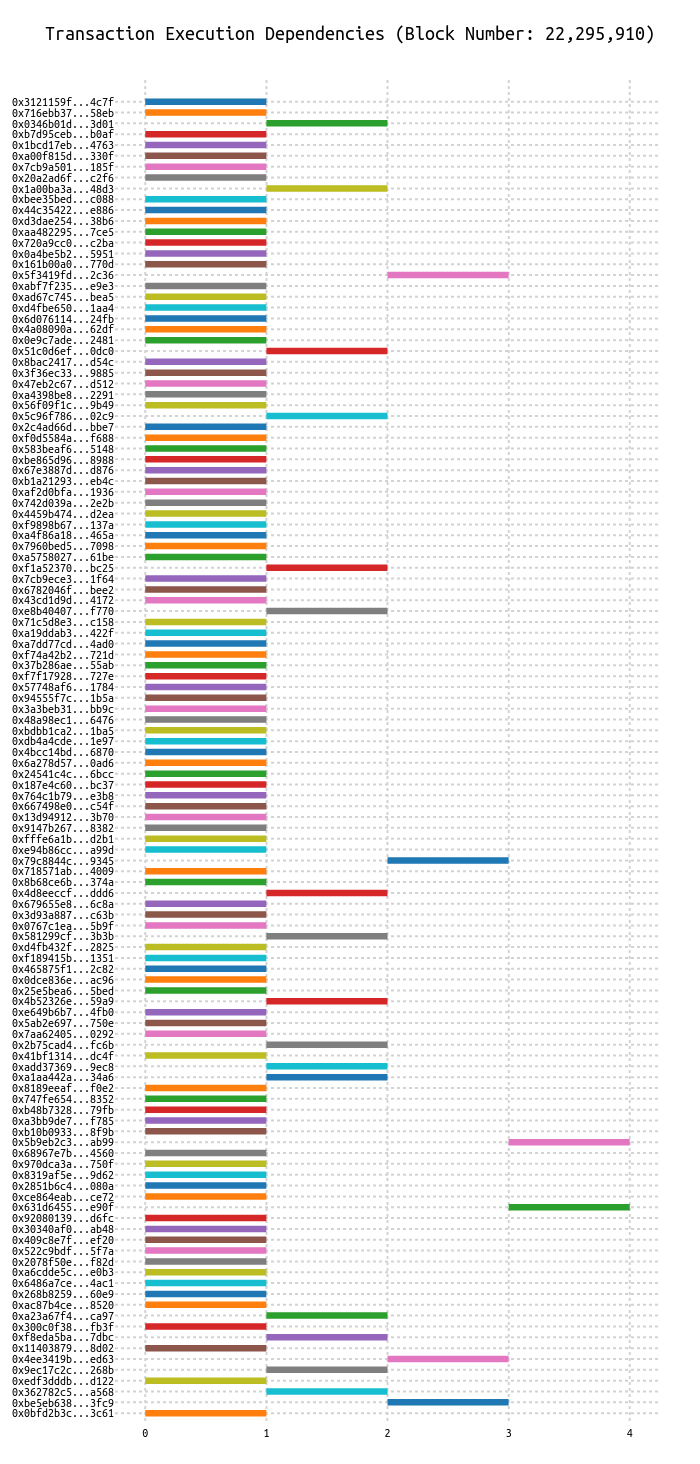 Transaction Execution Dependencies (Block Number: 22,295,910)
0x3121159f...4c7f
0x716ebb37...58eb
0x0346b01d...3d01
0xb7d95ceb...b0af
0x1bcd17eb...4763
0xa00f815d...330f
0x7cb9a501...185f
0x20a2ad6f...c2f6
0x1a00ba3a...48d3
0xbee35bed...c088
0x44c35422...e886
0xd3dae254...38b6
0xaa482295...7ce5
0x720a9cc0...c2ba
0x0a4be5b2...5951
0x161b00a0...770d
0x5f3419fd...2c36
0xabf7f235...e9e3
0xad67c745...bea5
0xd4fbe650...1aa4
0x6d076114...24fb
0x4a08090a...62df
0x0e9c7ade...2481
0x51c0d6ef...0dc0
0x8bac2417...d54c
0x3f36ec33...9885
0x47eb2c67...d512
0xa4398be8...2291
0x56f09f1c...9b49
0x5c96f786...02c9
0x2c4ad66d...bbe7
0xf0d5584a...f688
0x583beaf6...5148
0xbe865d96...8988
0x67e3887d...d876
0xb1a21293...eb4c
0xaf2d0bfa...1936
0x742d039a...2e2b
0x4459b474...d2ea
0xf9898b67...137a
0xa4f86a18...465a
0x7960bed5...7098
0xa5758027...61be
0xf1a52370...bc25
0x7cb9ece3...1f64
0x6782046f...bee2
0x43cd1d9d...4172
0xe8b40407...f770
0x71c5d8e3...c158
0xa19ddab3...422f
0xa7dd77cd...4ad0
0xf74a42b2...721d
0x37b286ae...55ab
0xf7f17928...727e
0x57748af6...1784
0x94555f7c...1b5a
0x3a3beb31...bb9c
0x48a98ec1...6476
0xbdbb1ca2...1ba5
0xdb4a4cde...1e97
0x4bcc14bd...6870
0x6a278d57...0ad6
0x24541c4c...6bcc
0x187e4c60...bc37
0x764c1b79...e3b8
0x667498e0...c54f
0x13d94912...3b70
0x9147b267...8382
0xfffe6a1b...d2b1
0xe94b86cc...a99d
0x79c8844c...9345
0x718571ab...4009
0x8b68ce6b...374a
0x4d8eeccf...ddd6
0x679655e8...6c8a
0x3d93a887...c63b
0x0767c1ea...5b9f
0x581299cf...3b3b
0xd4fb432f...2825
0xf189415b...1351
0x465875f1...2c82
0x0dce836e...ac96
0x25e5bea6...5bed
0x4b52326e...59a9
0xe649b6b7...4fb0
0x5ab2e697...750e
0x7aa62405...0292
0x2b75cad4...fc6b
0x41bf1314...dc4f
0xadd37369...9ec8
0xa1aa442a...34a6
0x8189eeaf...f0e2
0x747fe654...8352
0xb48b7328...79fb
0xa3bb9de7...f785
0xb10b0933...8f9b
0x5b9eb2c3...ab99
0x68967e7b...4560
0x970dca3a...750f
0x8319af5e...9d62
0x2851b6c4...080a
0xce864eab...ce72
0x631d6455...e90f
0x92080139...d6fc
0x30340af0...ab48
0x409c8e7f...ef20
0x522c9bdf...5f7a
0x2078f50e...f82d
0xa6cdde5c...e0b3
0x6486a7ce...4ac1
0x268b8259...60e9
0xac87b4ce...8520
0xa23a67f4...ca97
0x300c0f38...fb3f
0xf8eda5ba...7dbc
0x11403879...8d02
0x4ee3419b...ed63
0x9ec17c2c...268b
0xedf3dddb...d122
0x362782c5...a568
0xbe5eb638...3fc9
0x0bfd2b3c...3c61
0 1 2 3 4